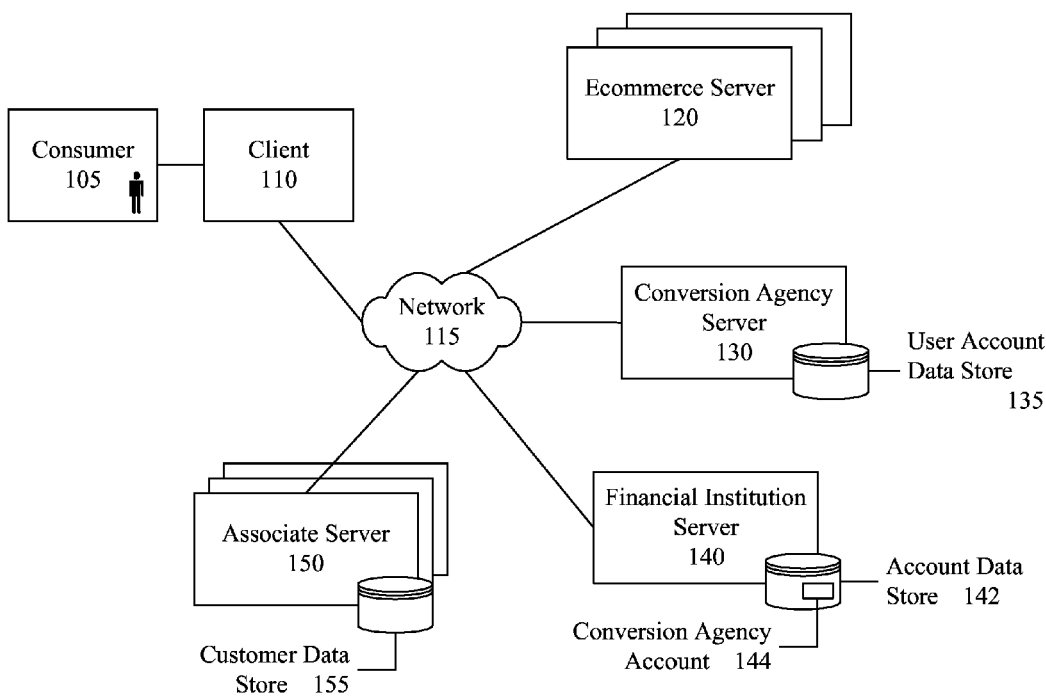 Ecommerce Server
120
Consumer
105
Client
110
Network
115
Conversion Agency
Server
130
User Account
Data Store
135
Associate Server
150
Customer Data
Store 155
Financial Institution
Server
140
Account Data
Store 142
Conversion Agency
Account 144